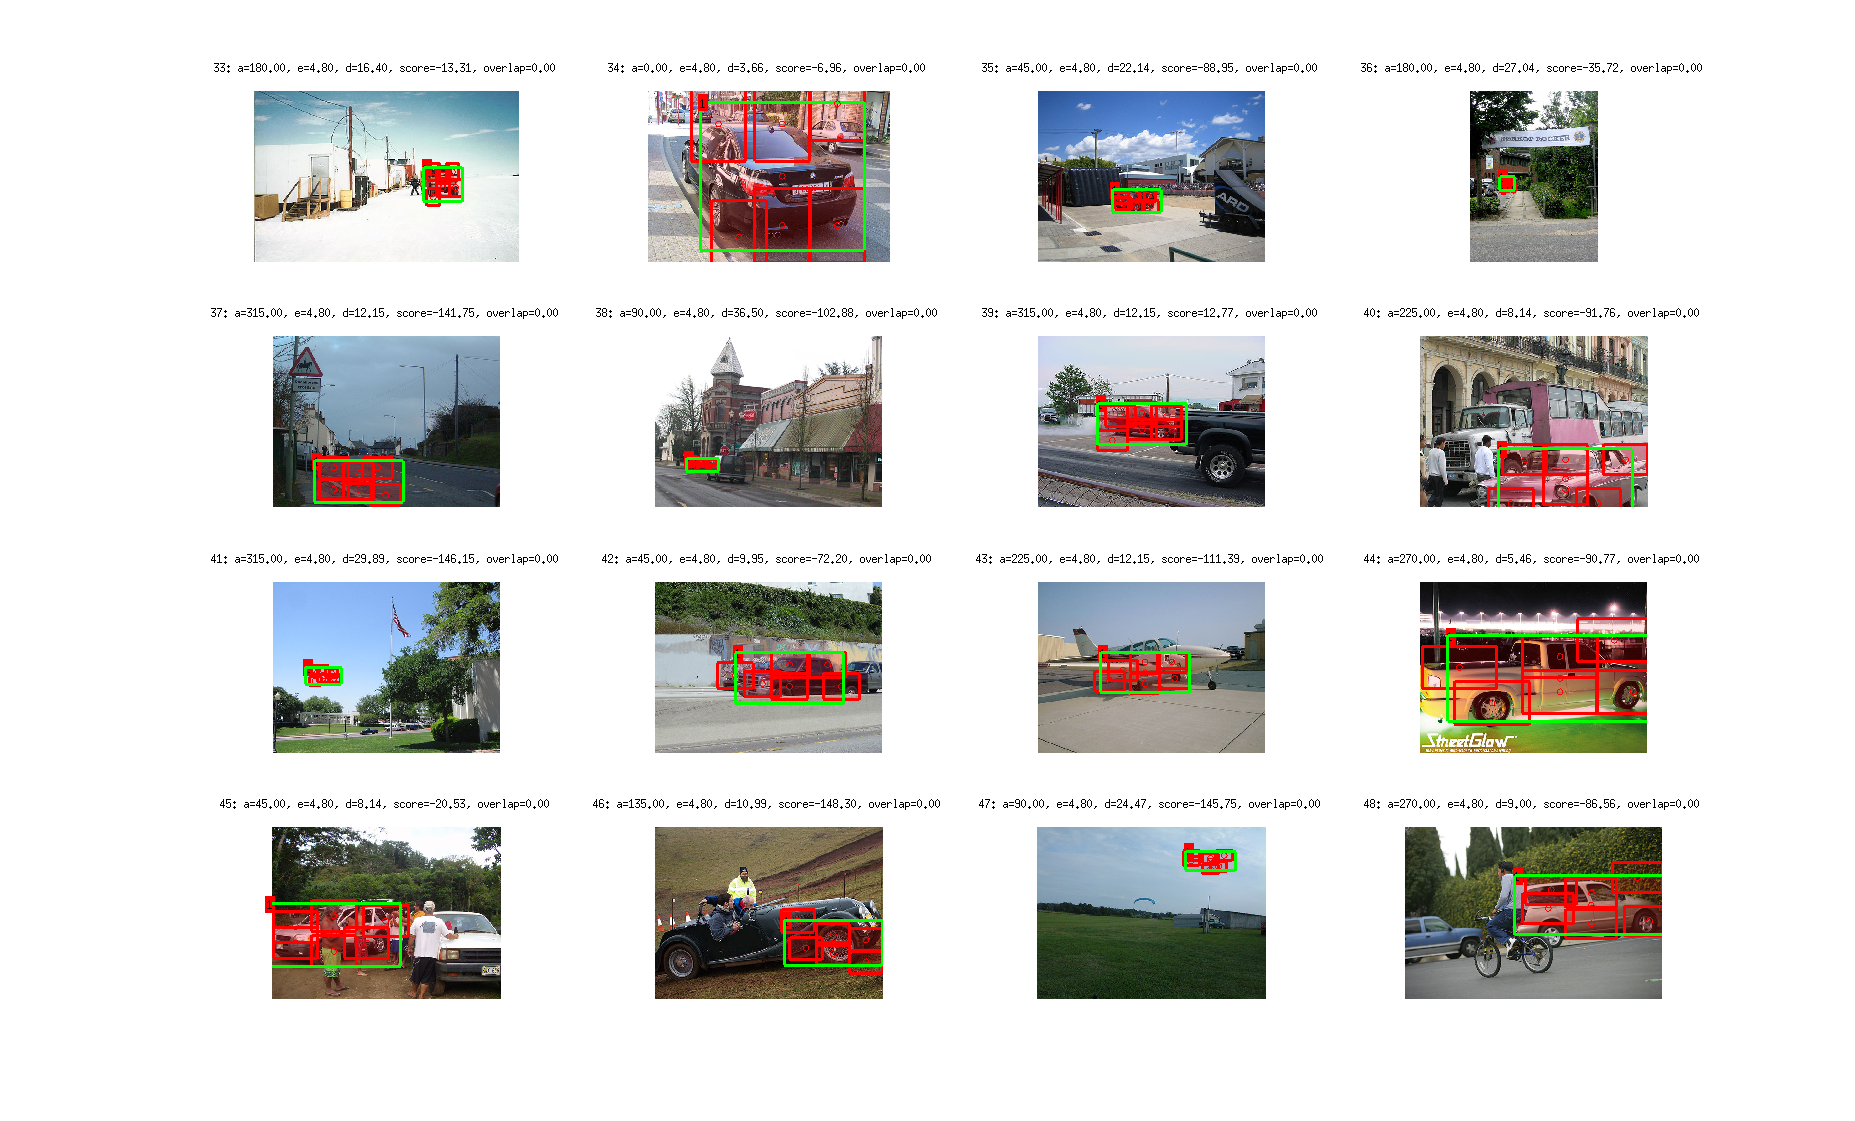 33: a=180.00, e=4.80, d=16.40, score=-13.31, overlap=0.00
34: a=0.00, e=4.80, d=3.66, score=-6.96, overlap=0.00
35: a=45.00, e=4.80, d=22.14, score=-88.95, overlap=0.00
36: a=180.00, e=4.80, d=27.04, score=-35.72, overlap=0.00
1
ARD
37: a=315.00, e=4.80, d=12.15, score=-141.75, overlap=0.00
38: a=90.00, e=4.80, d=36.50, score=-102.88, overlap=0.00
39: a=315.00, e=4.80, d=12.15, score=12.77, overlap=0.00
40: a=225.00, e=4.80, d=8.14, score=-91.76, overlap=0.00
41: a=315.00, e=4.80, d=29.89, score=-146.15, overlap=0.00
42: a=45.00, e=4.80, d=9.95, score=-72.20, overlap=0.00
43: a=225.00, e=4.80, d=12.15, score=-111.39, overlap=0.00
44: a=270.00, e=4.80, d=5.46, score=-90.77, overlap=0.00
StreetGlow
45: a=45.00, e=4.80, d=8.14, score=-20.53, overlap=0.00
46: a=135.00, e=4.80, d=10.99, score=-148.30, overlap=0.00
47: a=90.00, e=4.80, d=24.47, score=-145.75, overlap=0.00
48: a=270.00, e=4.80, d=9.00, score=-86.56, overlap=0.00